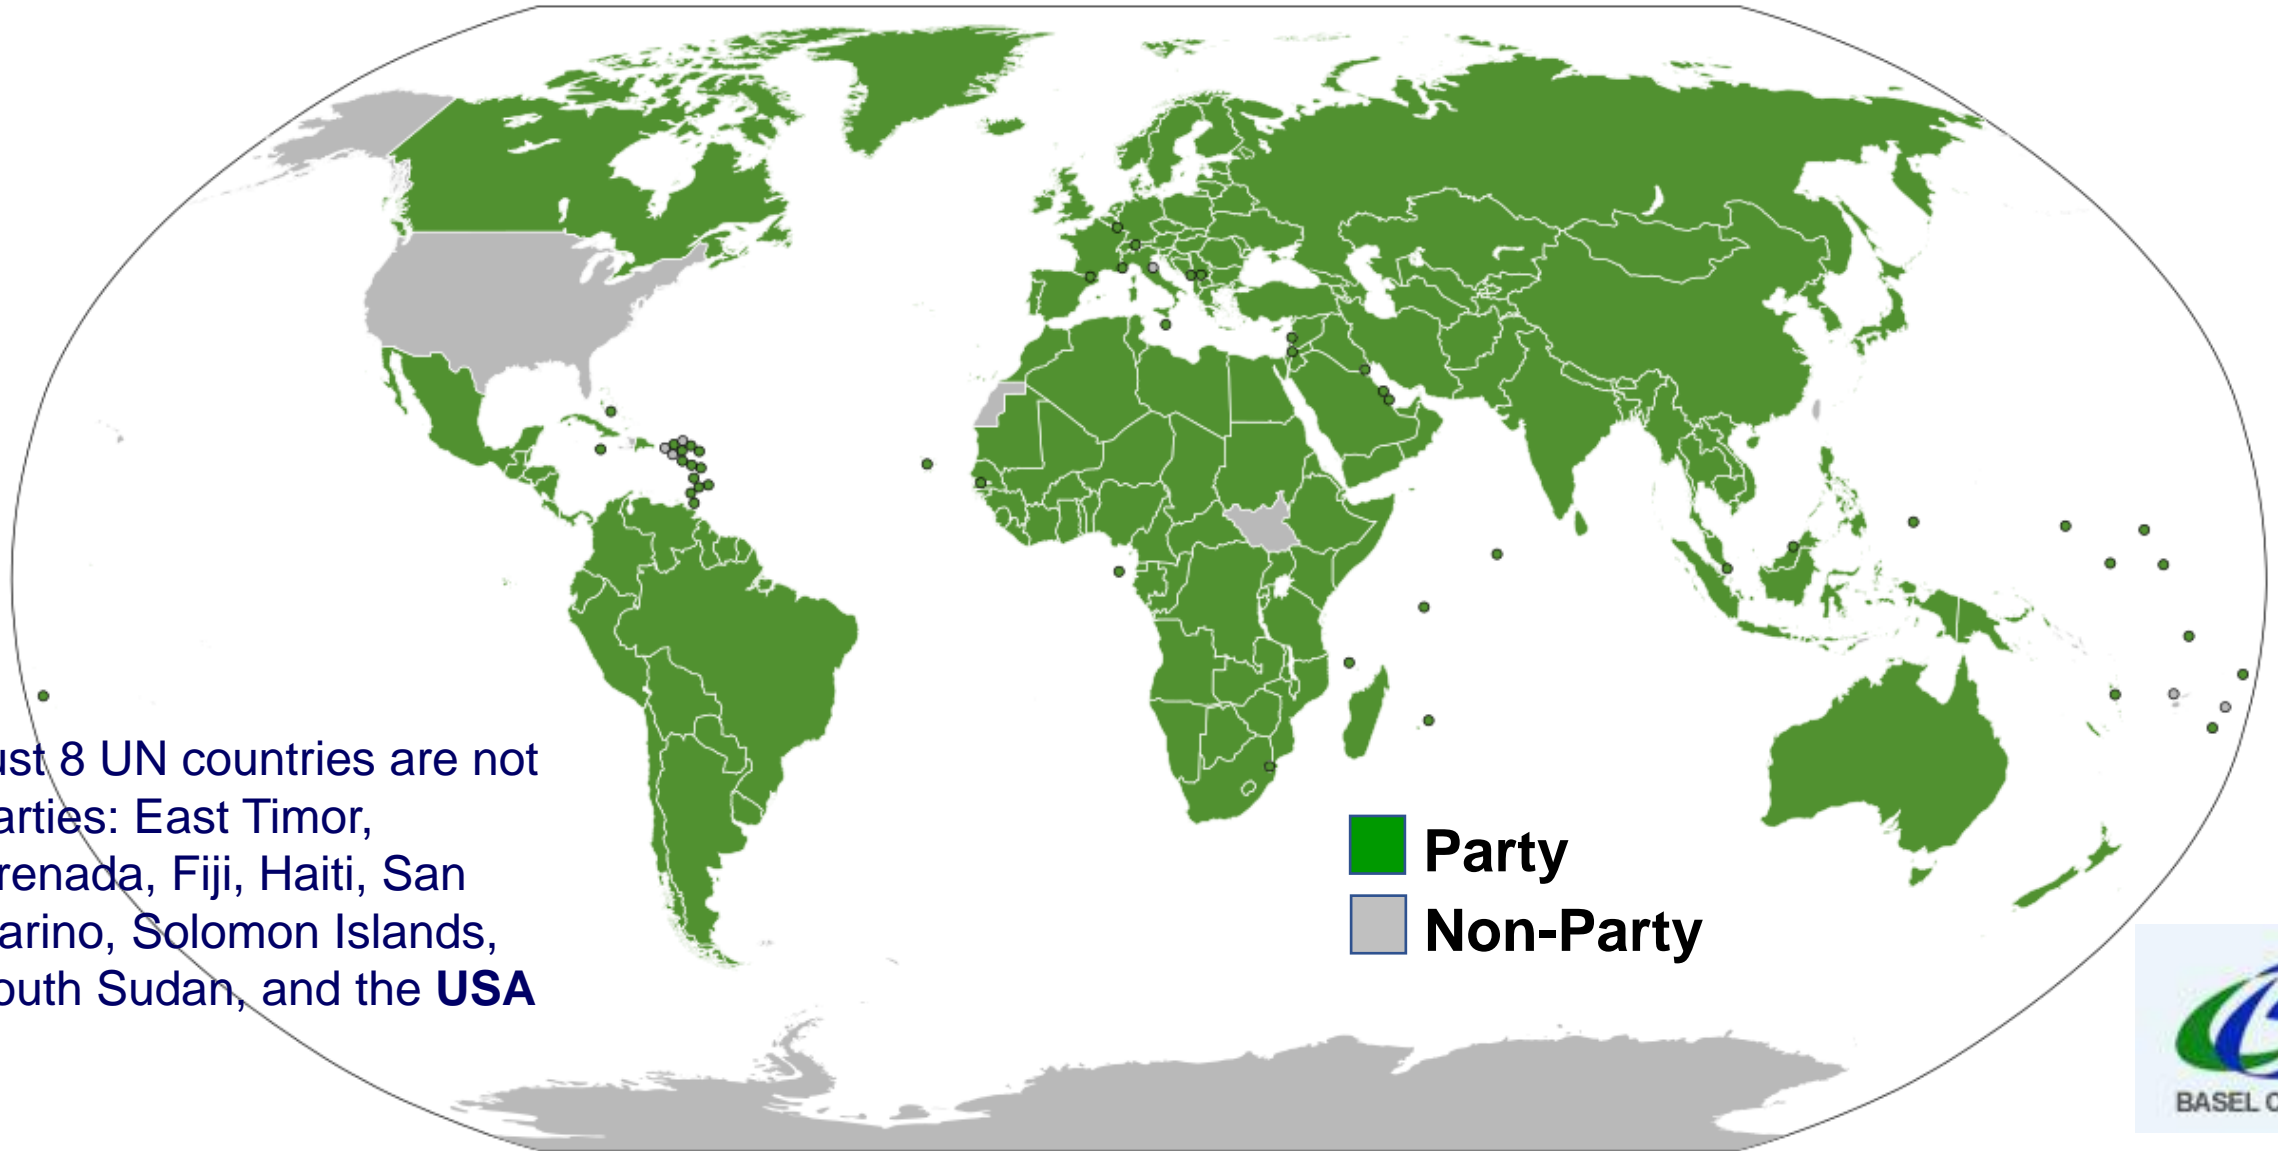 ust 8 UN countries are not
arties: East Timor,
renada, Fiji, Haiti, San
arino, Solomon Islands,
outh Sudan, and the USA
Party
Non-Party
BASEL C